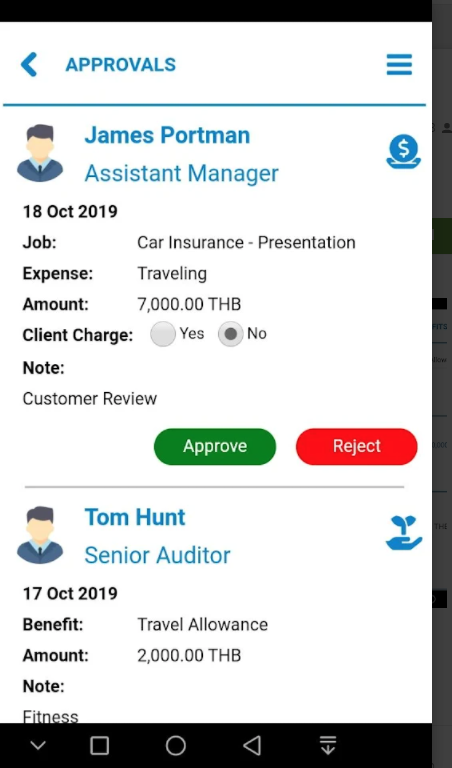 APPROVALS
James Portman
Assistant Manager
18 Oct 2019
Job: Car Insurance - Presentation
Expense: Traveling
Amount: 7,000.00 THB
Client Charge: Yes No
Note:
Customer Review
Approve Reject
Tom Hunt
Senior Auditor
17 Oct 2019
Benefit: Travel Allowance
Amount: 2,000.00 THB
Note:
Fitness